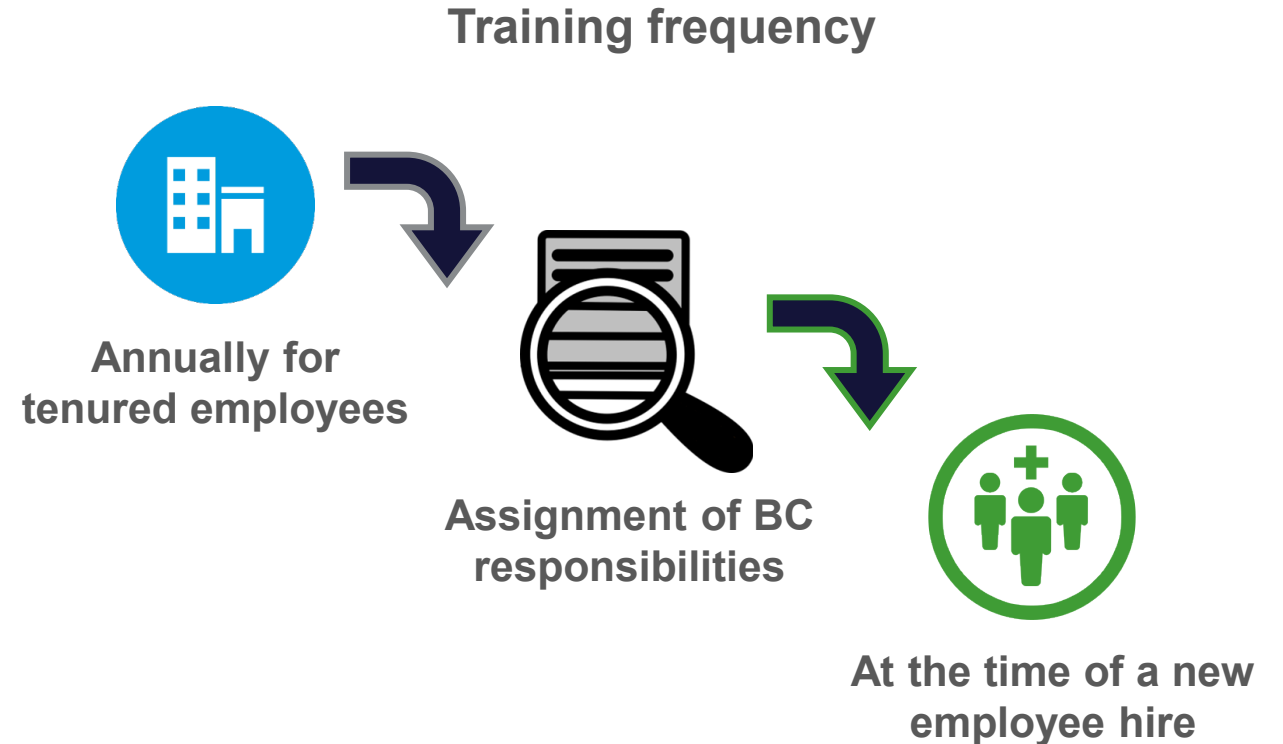 Training frequency
Annually for
tenured employees
Assignment of BC
responsibilities
At the time of a new
employee hire